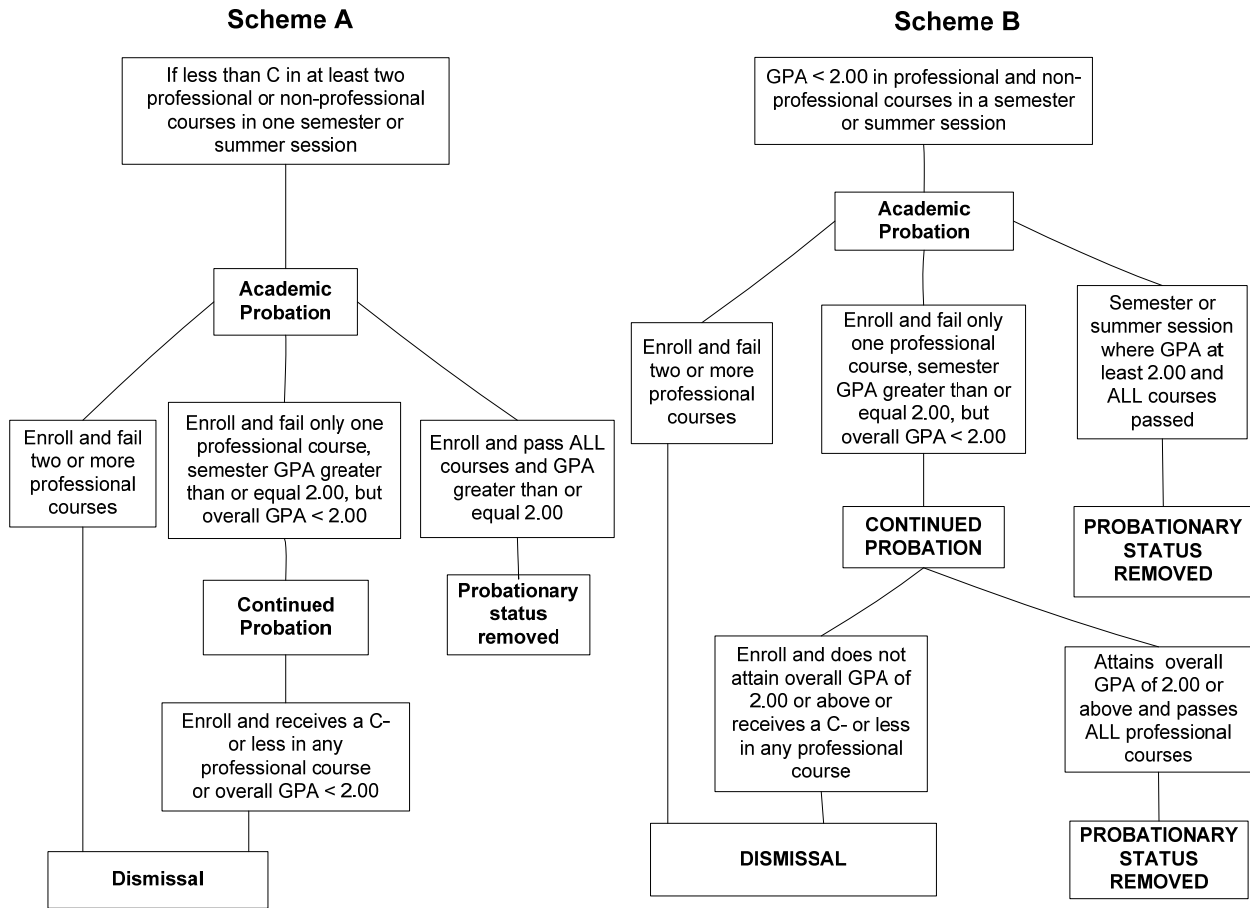 Scheme A
If less than C in at least two
professional or non-professional
courses in one semester or
summer session
Academic
Probation
Enroll and fail
two or more
professional
courses
Enroll and fail only one
professional course,
semester GPA greater
than or equal 2.00, but
overall GPA < 2.00
Enroll and pass ALL
courses and GPA
greater than or
equal 2.00
Continued
Probation
Probationary
status
removed
Enroll and receives a C-
or less in any
professional course
or overall GPA < 2.00
Dismissal
Scheme B
GPA < 2.00 in professional and non-
professional courses in a semester
or summer session
Academic
Probation
Enroll and fail
two or more
professional
courses
Enroll and fail only
one professional
course, semester
GPA greater than or
equal 2.00, but
overall GPA < 2.00
Semester or
summer session
where GPA at
least 2.00 and
ALL courses
passed
CONTINUED
PROBATION
PROBATIONARY
STATUS
REMOVED
Enroll and does not
attain overall GPA of
2.00 or above or
receives a C- or less
in any professional
course
Attains overall
GPA of 2.00 or
above and passes
ALL professional
courses
DISMISSAL
PROBATIONARY
STATUS
REMOVED